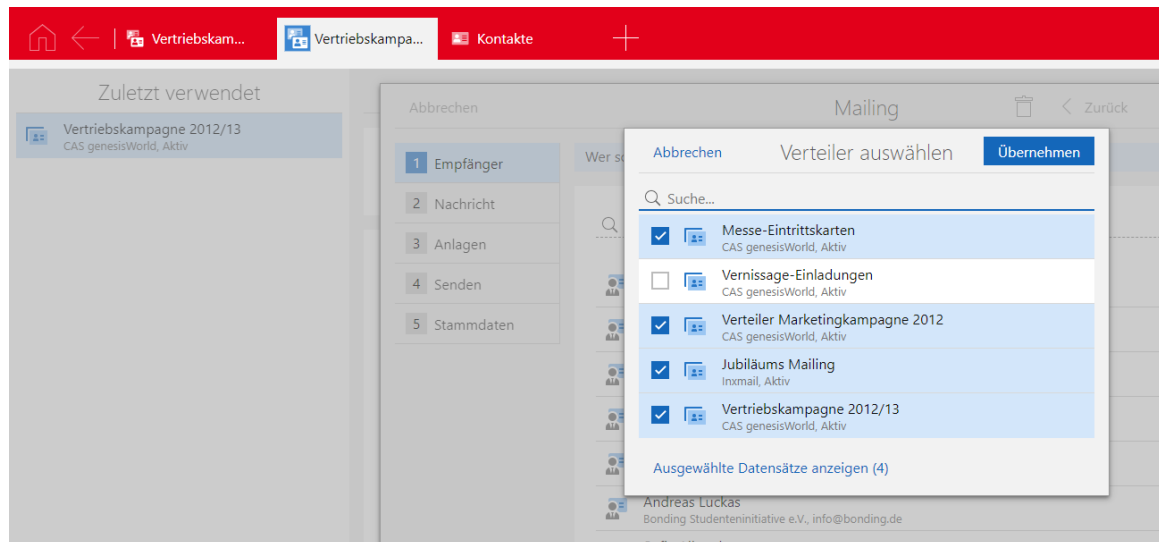 Vertriebskam...
Vertriebskampa...
Kontakte
Zuletzt verwendet
Vertriebskampagne 2012/13
CAS genesisWorld, Aktiv
Abbrechen
Mailing
Zurück
1 Empfänger
2 Nachricht
3 Anlagen
4 Senden
5 Stammdaten
Wer so
Abbrechen
Verteiler auswählen
Übernehmen
Suche...
Messe-Eintrittskarten
CAS genesisWorld, Aktiv
Vernissage-Einladungen
CAS genesisWorld, Aktiv
Verteiler Marketingkampagne 2012
CAS genesisWorld, Aktiv
Jubiläums Mailing
Inxmail, Aktiv
Vertriebskampagne 2012/13
CAS genesisWorld, Aktiv
Ausgewählte Datensätze anzeigen (4)
Andreas Luckas
Bonding Studenteninitiative e.V., info@bonding.de